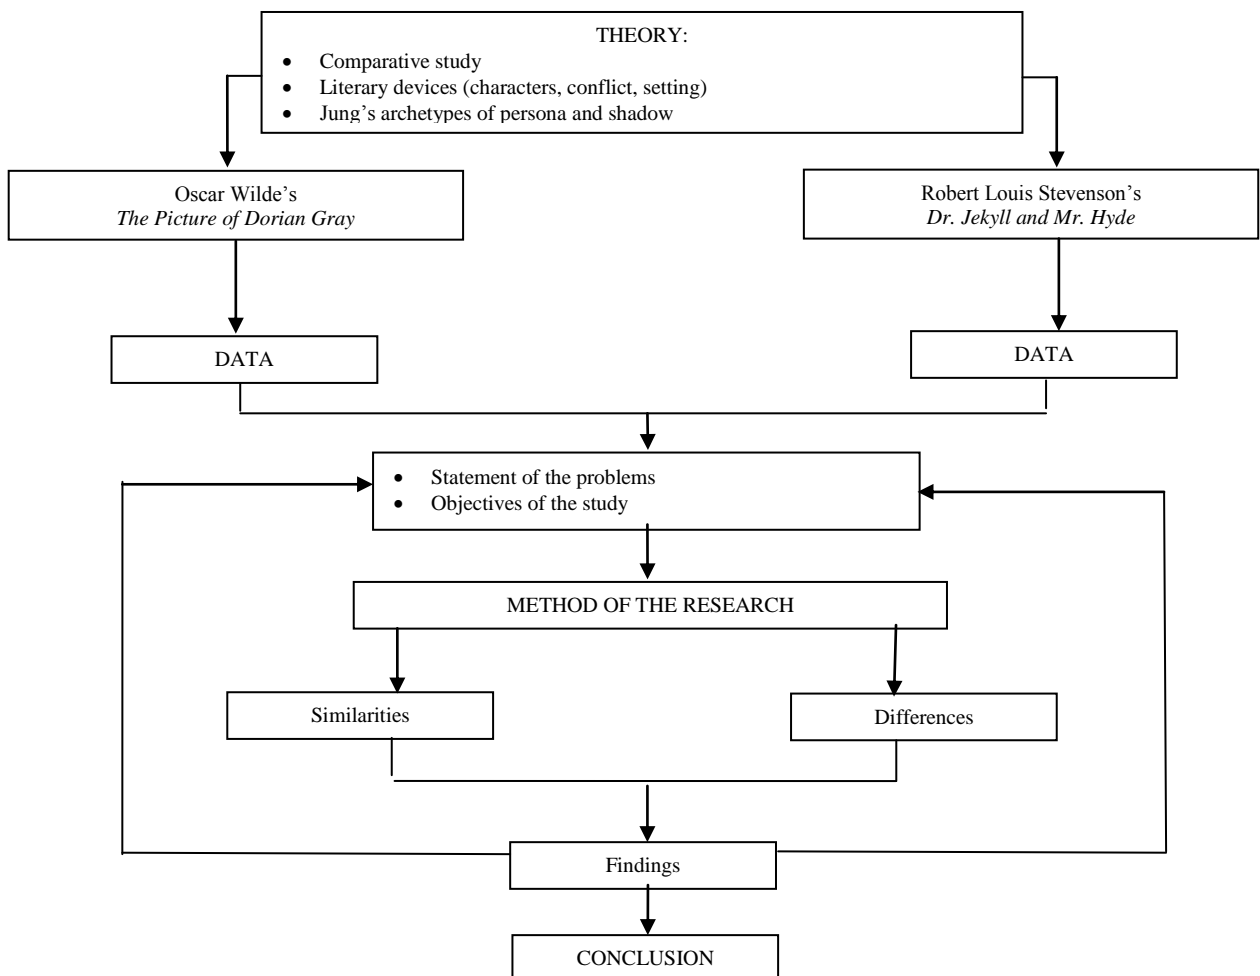 THEORY:
• Comparative study
• Literary devices (characters, conflict, setting)
• Jung’s archetypes of persona and shadow
Oscar Wilde’s
The Picture of Dorian Gray
Robert Louis Stevenson’s
Dr. Jekyll and Mr. Hyde
DATA
DATA
• Statement of the problems
• Objectives of the study
METHOD OF THE RESEARCH
Similarities
Differences
Findings
CONCLUSION